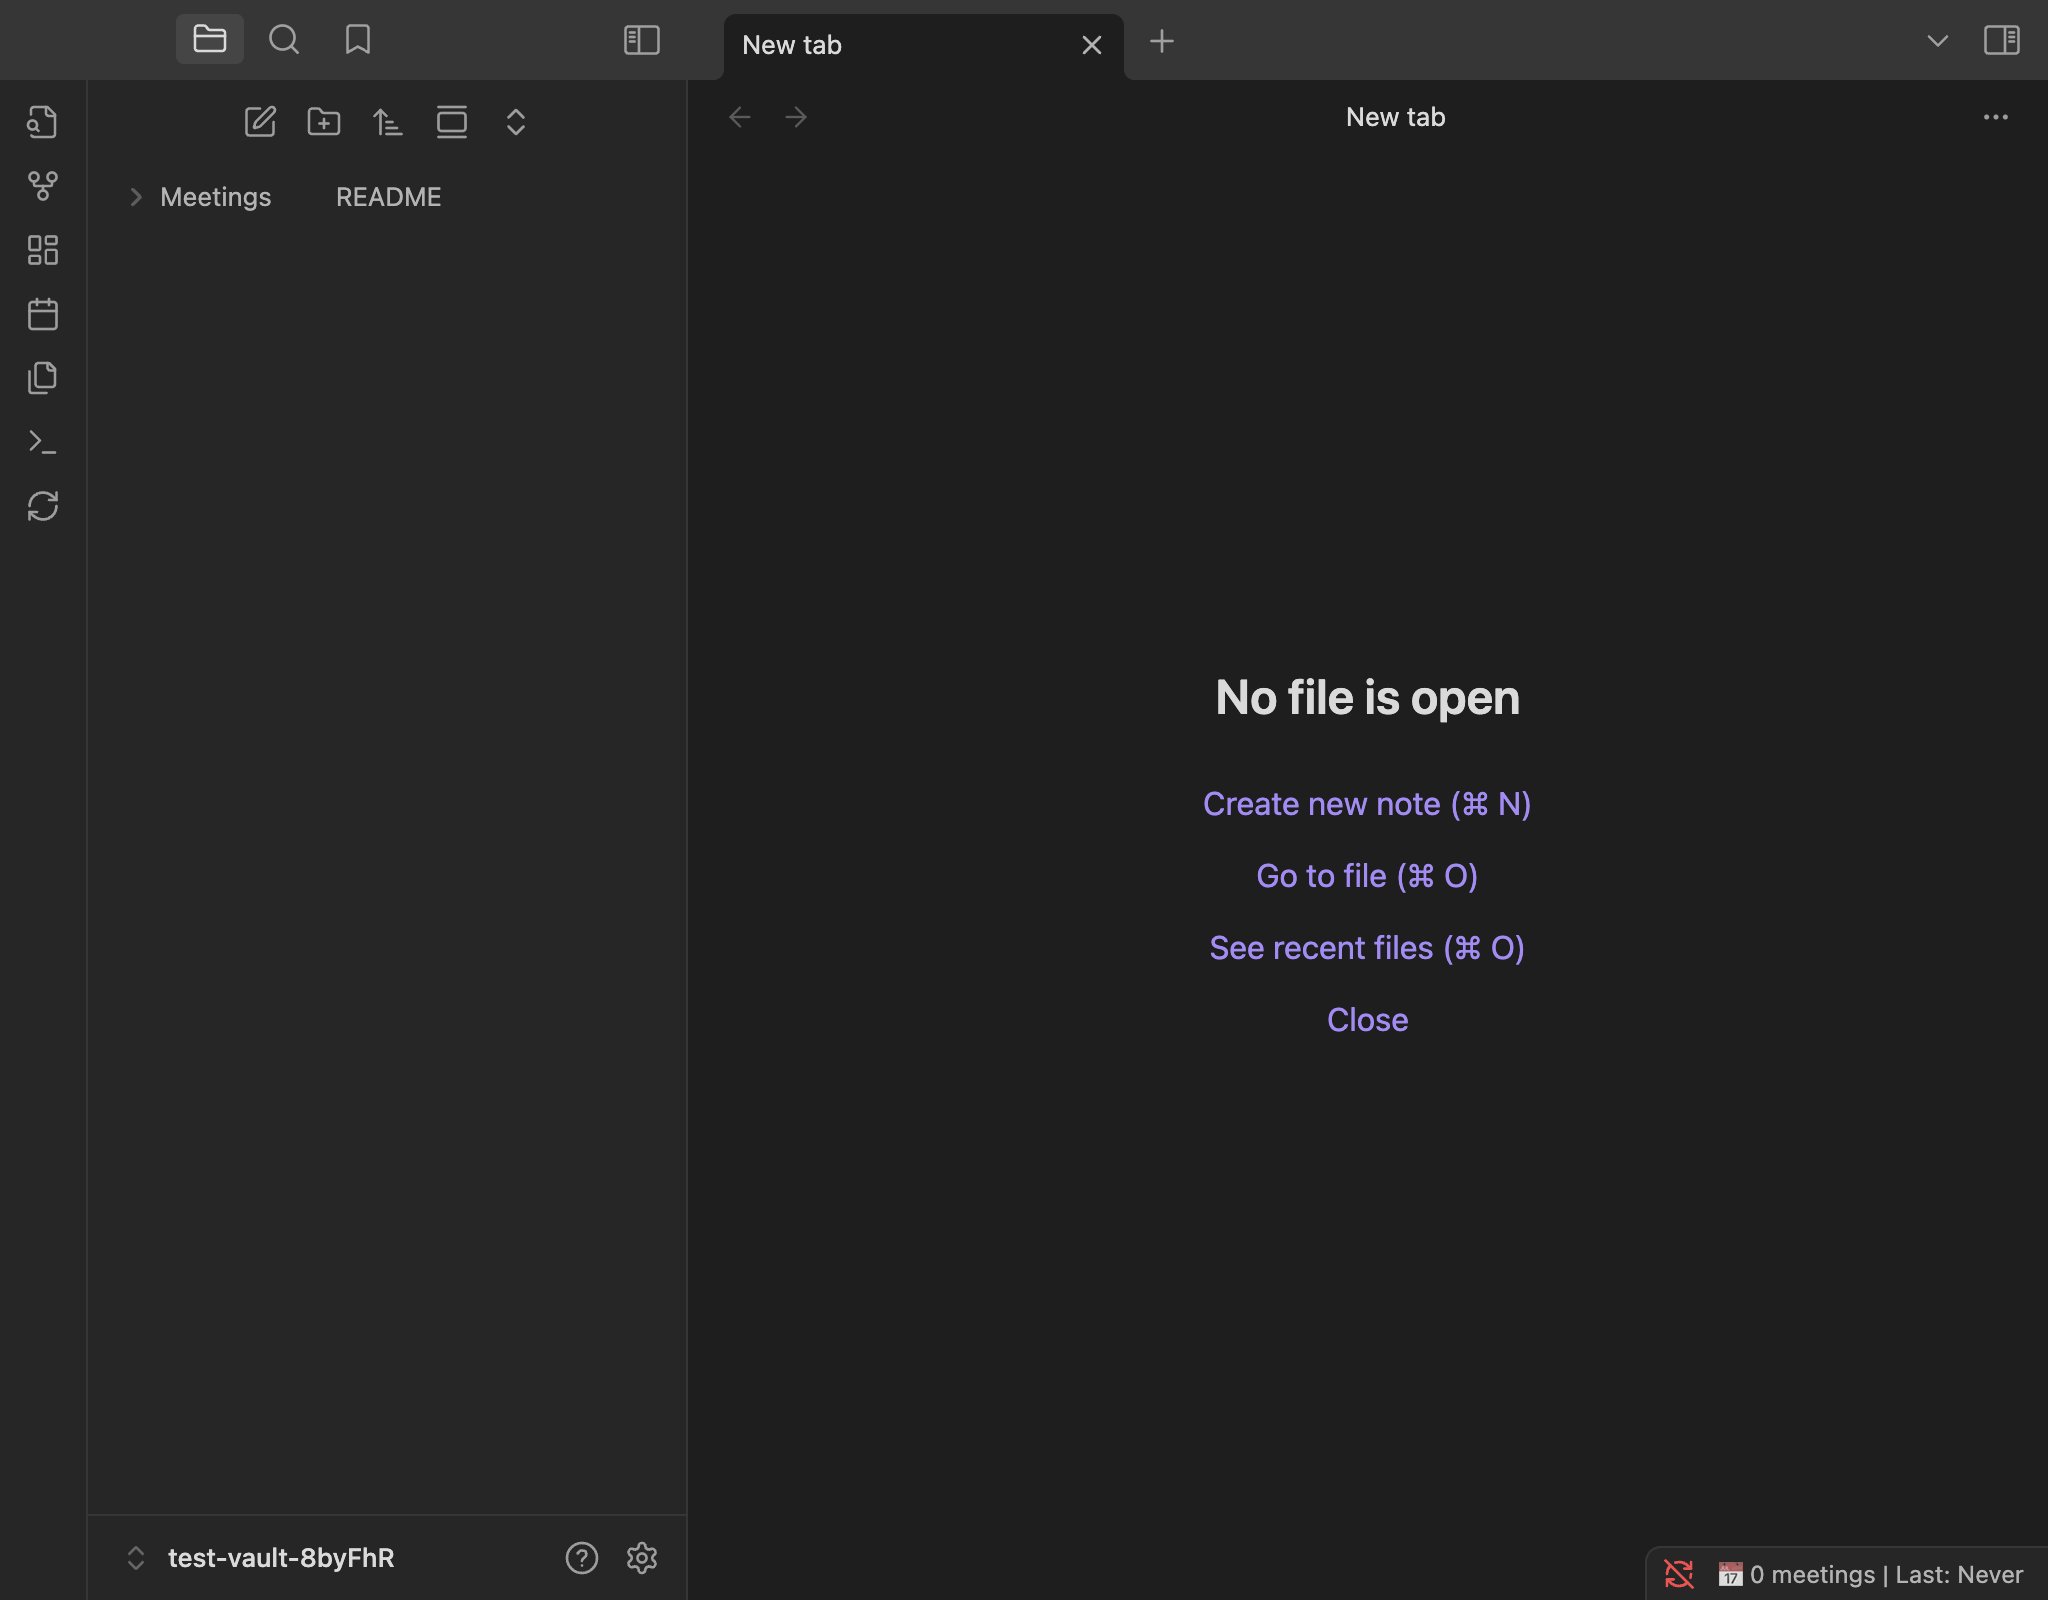 New tab
New tab
Meetings
README
No file is open
Create new note (⌘ N)
Go to file (⌘ O)
See recent files (⌘ O)
Close
test-vault-8byFhR
17 0 meetings | Last: Never